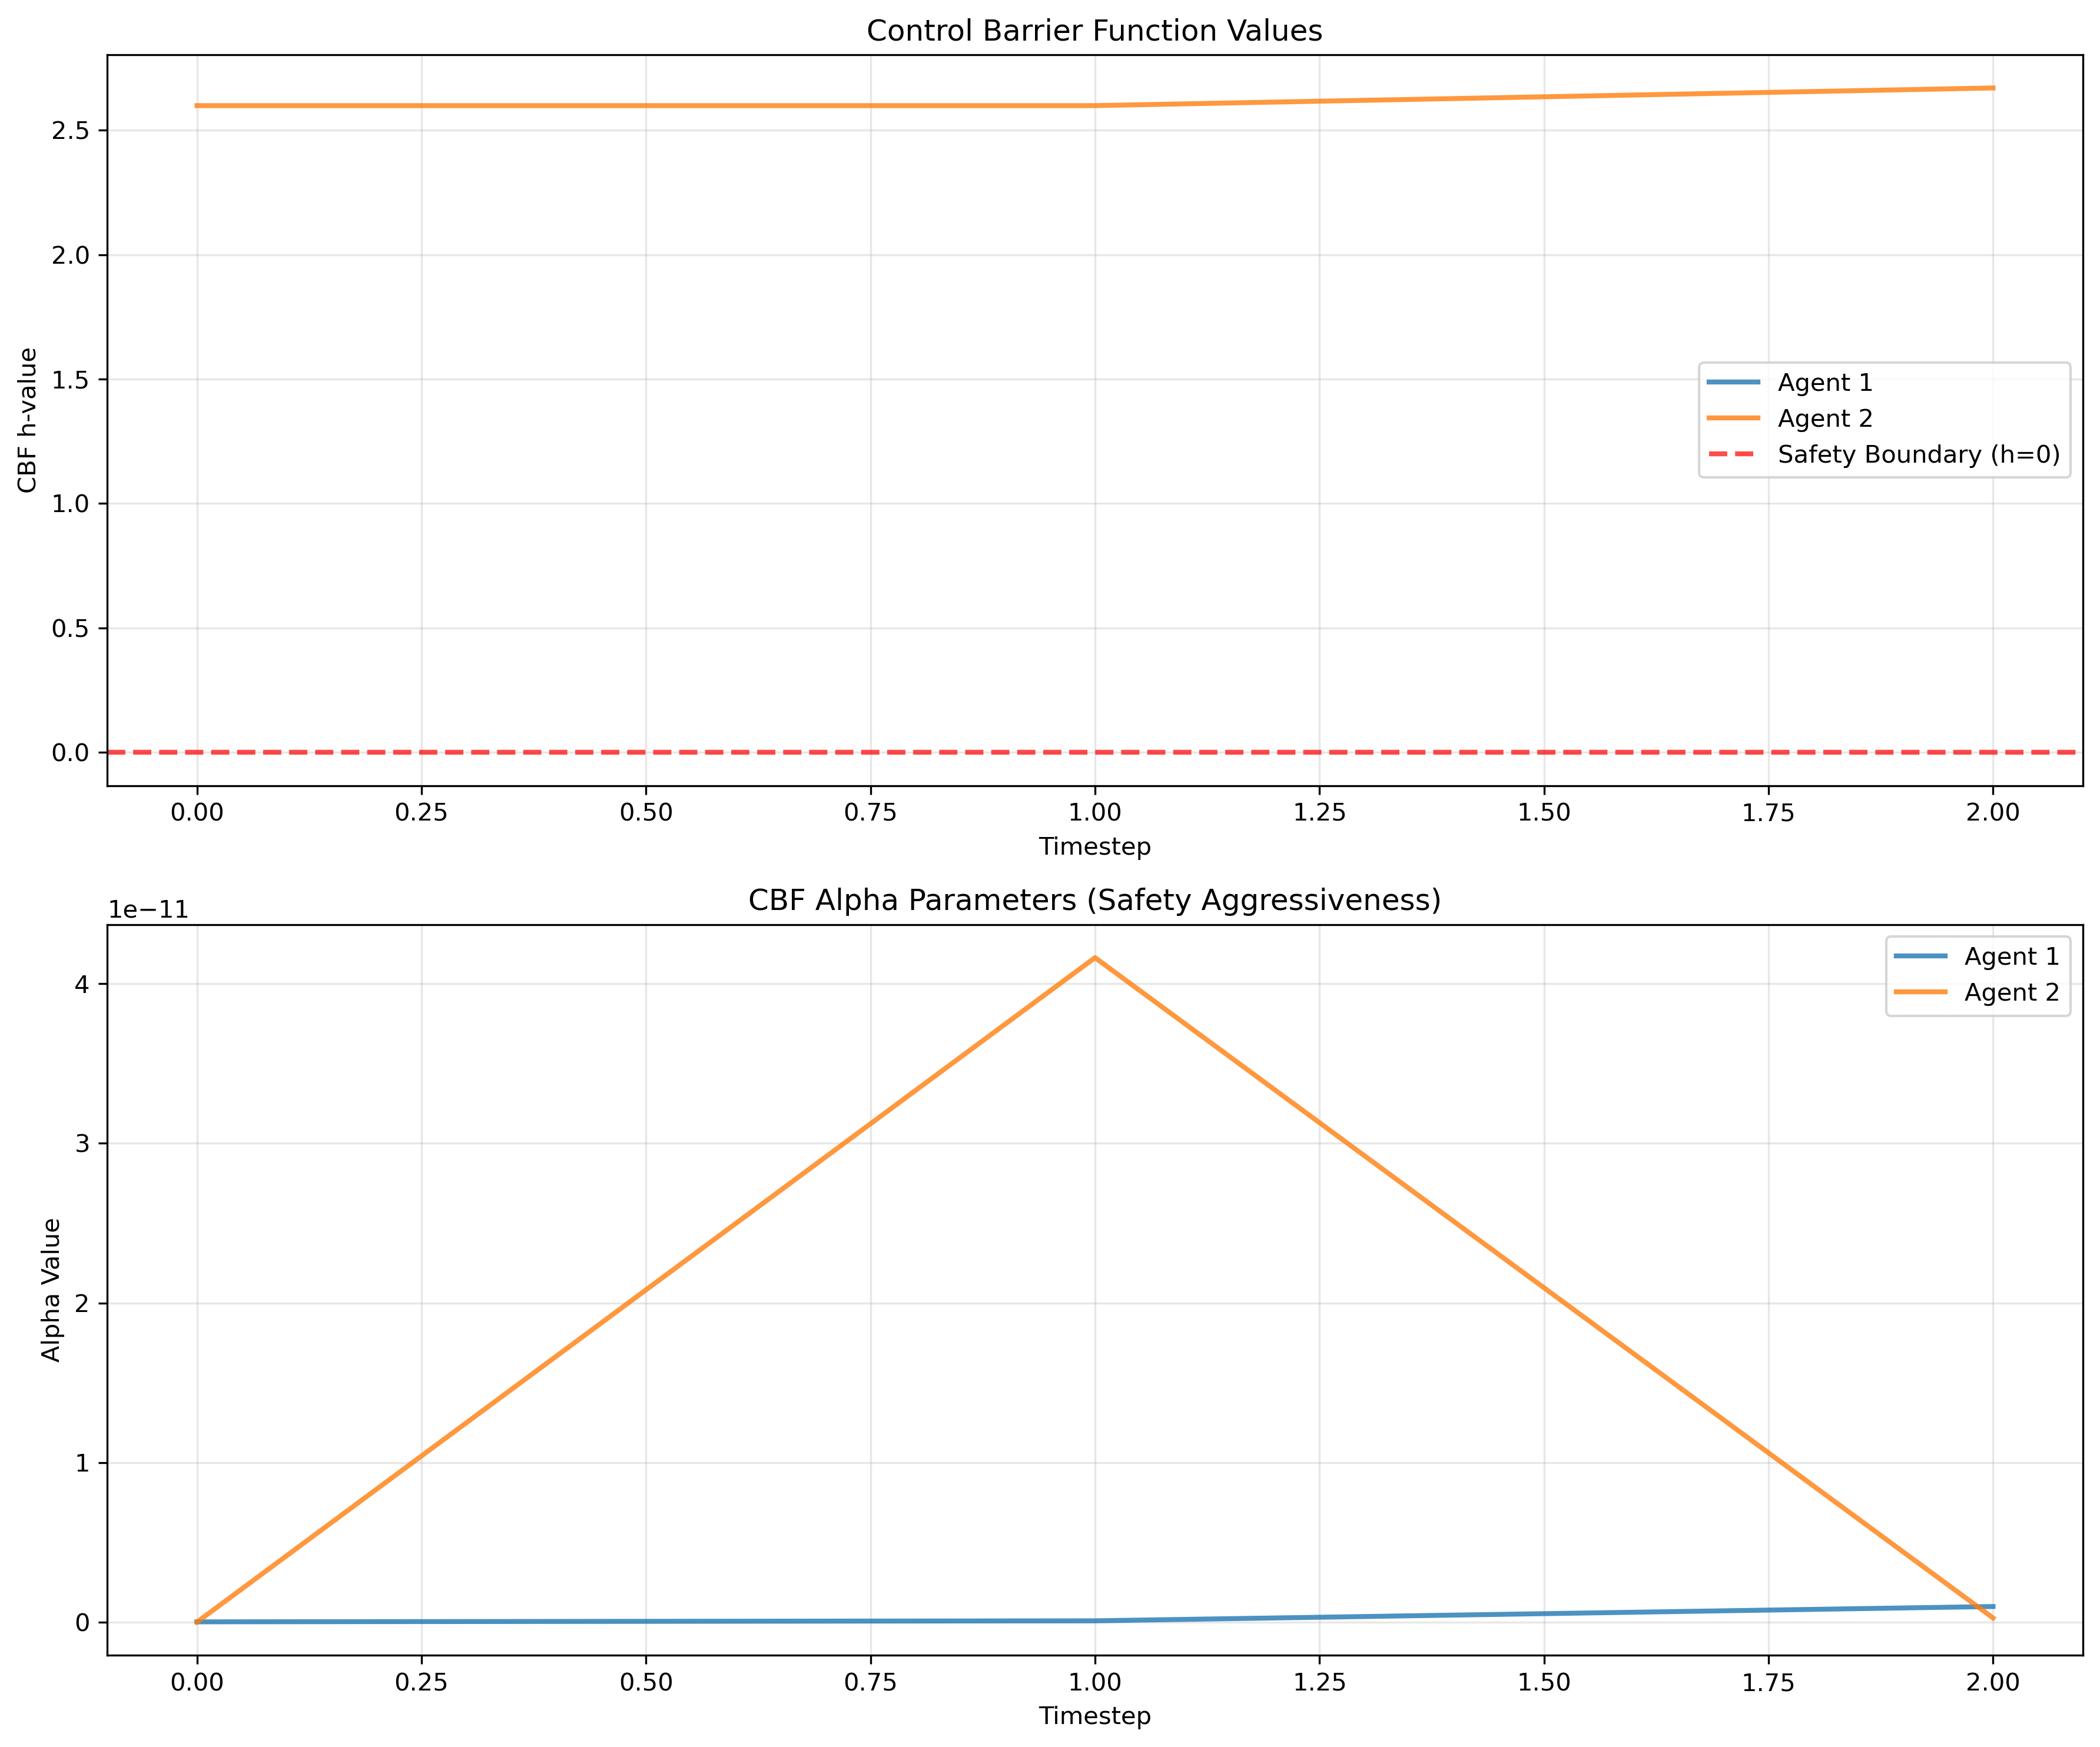 Control Barrier Function Values
2.5
2.0
1.5
1.0
0.5
0.0
CBF h-value
Agent 1
Agent 2
Safety Boundary (h=0)
0.00 0.25 0.50 0.75 1.00 1.25 1.50 1.75 2.00
Timestep
CBF Alpha Parameters (Safety Aggressiveness)
1e−11
4
3
2
1
0
Alpha Value
Agent 1
Agent 2
0.00 0.25 0.50 0.75 1.00 1.25 1.50 1.75 2.00
Timestep